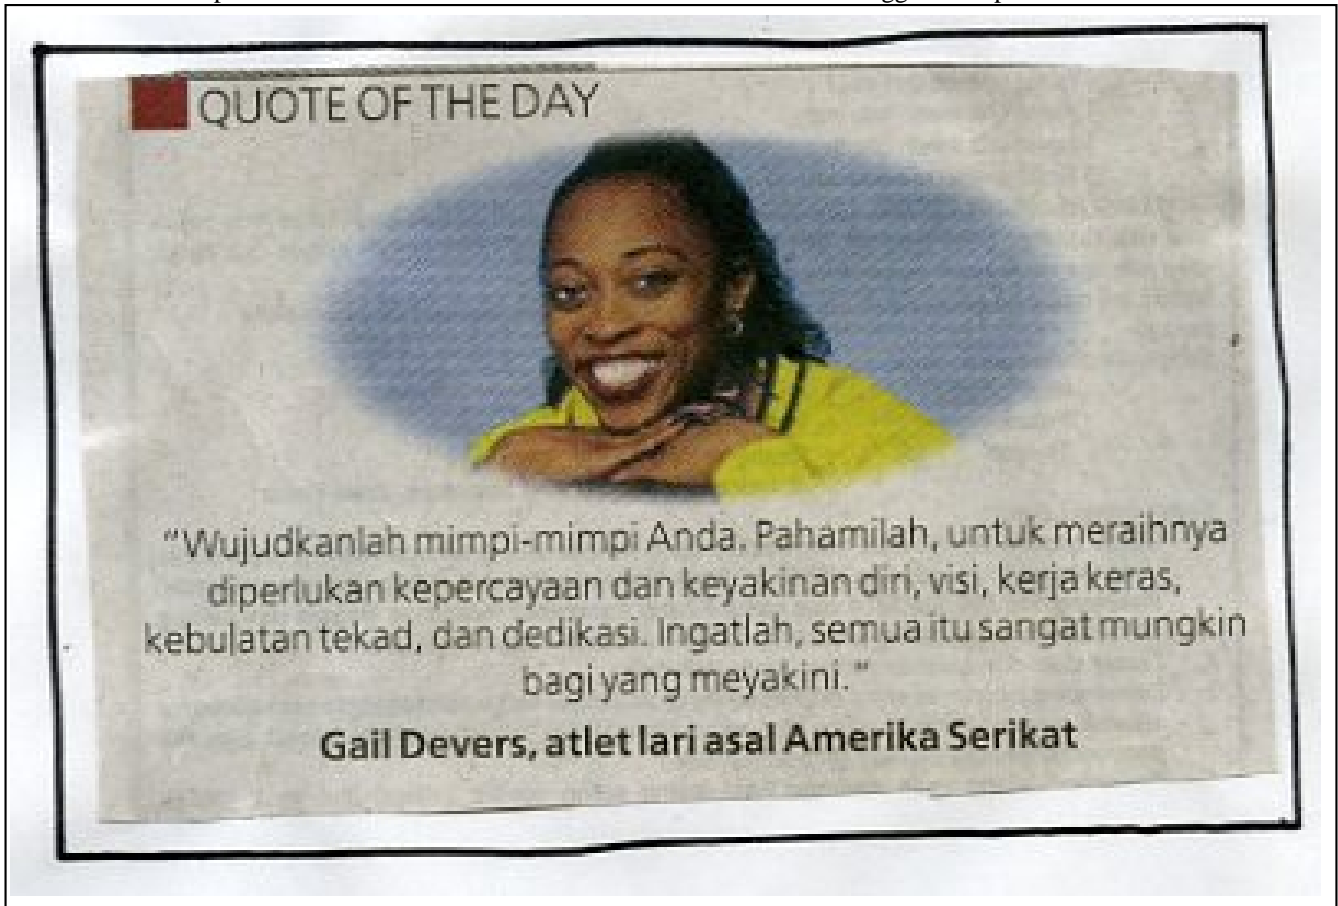 QUOTE OF THE DAY
“Wujudkanlah mimpi-mimpi Anda. Pahamilah, untuk meraihnya
diperlukan kepercayaan dan keyakinan diri, visi, kerja keras,
kebulatan tekad, dan dedikasi. Ingatlah, semua itu sangat mungkin
bagi yang meyakini.”
Gail Devers, atlet lari asal Amerika Serikat